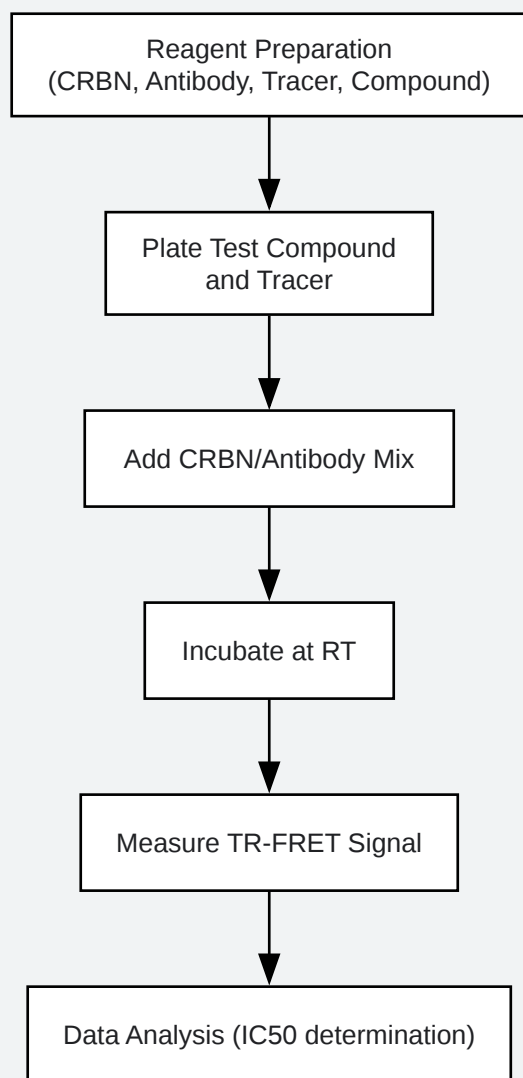 Reagent Preparation
(CRBN, Antibody, Tracer, Compound)
Plate Test Compound
and Tracer
Add CRBN/Antibody Mix
Incubate at RT
Measure TR-FRET Signal
Data Analysis (IC50 determination)